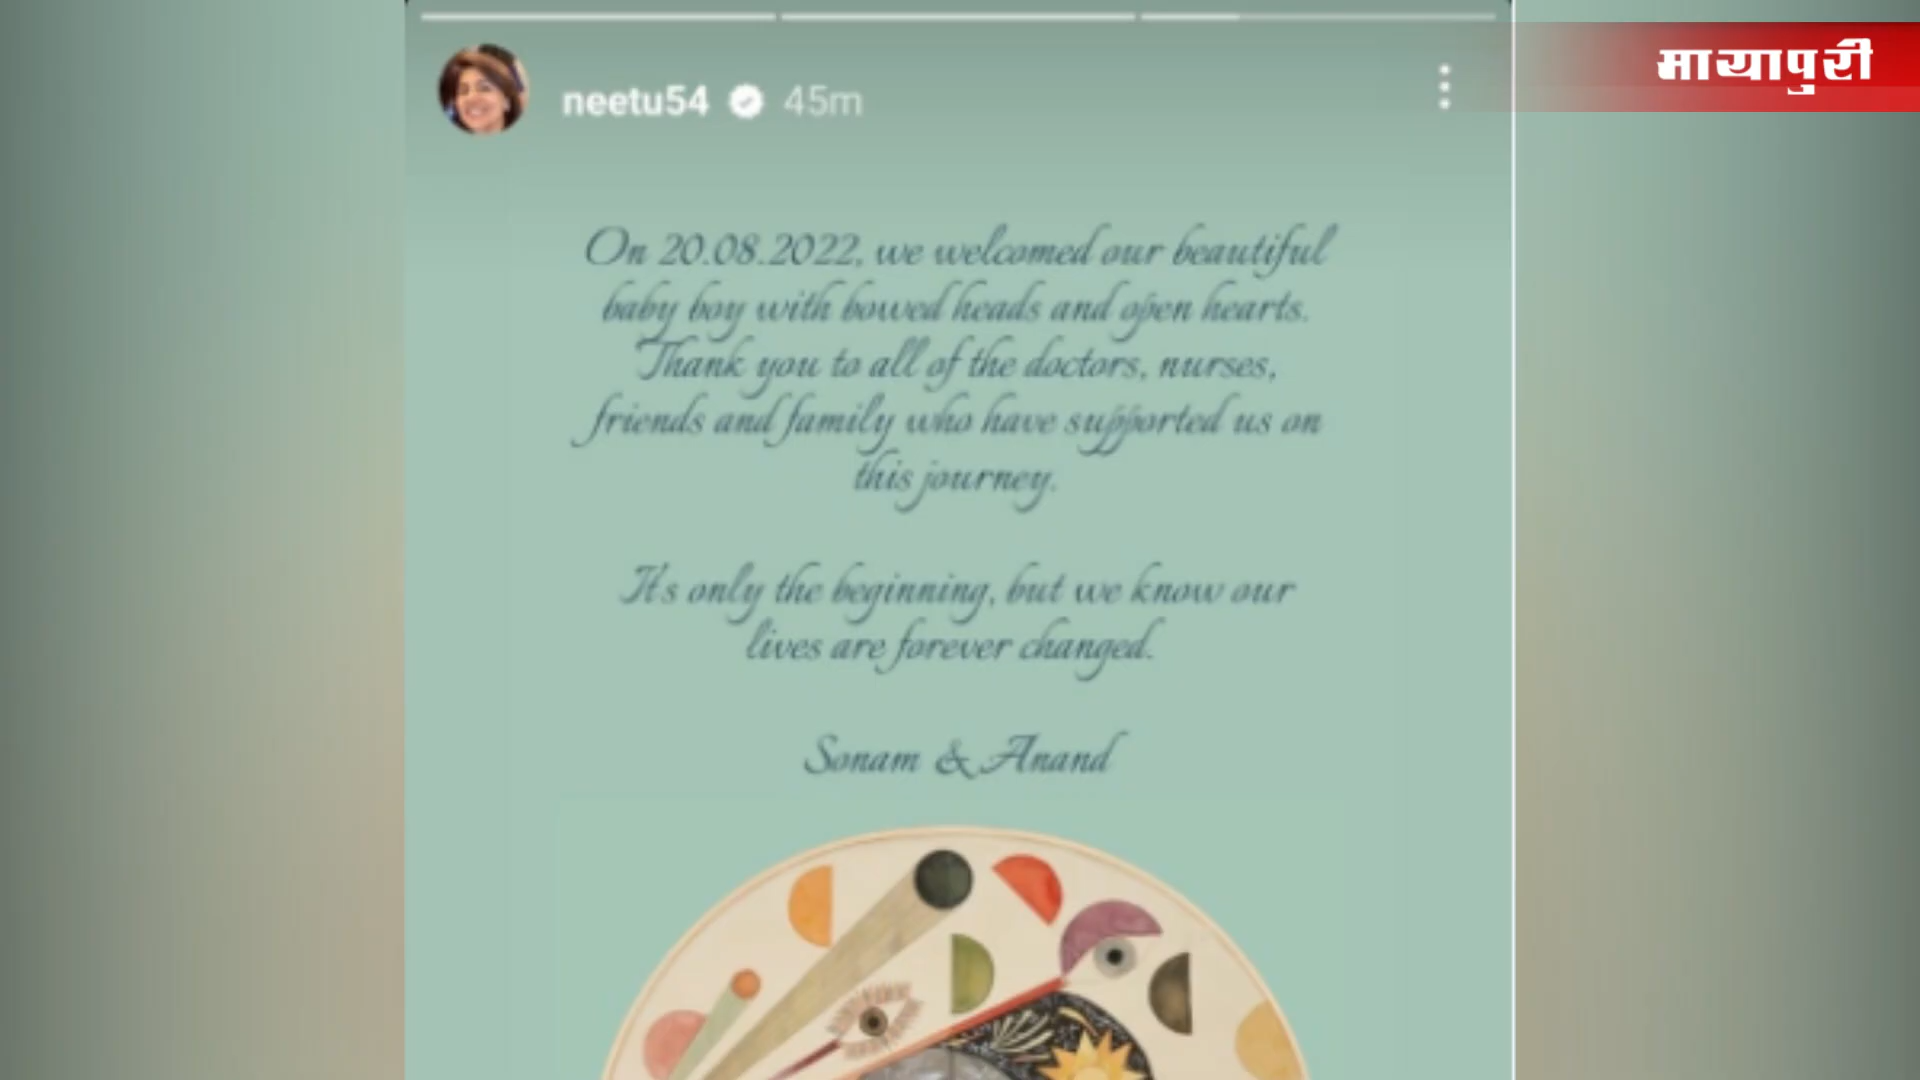 मायापुरी
neetu54 45m
On 20.08.2022, we welcomed our beautiful
baby boy with bowed heads and open hearts.
Thank you to all of the doctors, nurses,
friends and family who have supported us on
this journey.
It's only the beginning, but we know our
lives are forever changed.
Sonam & Anand